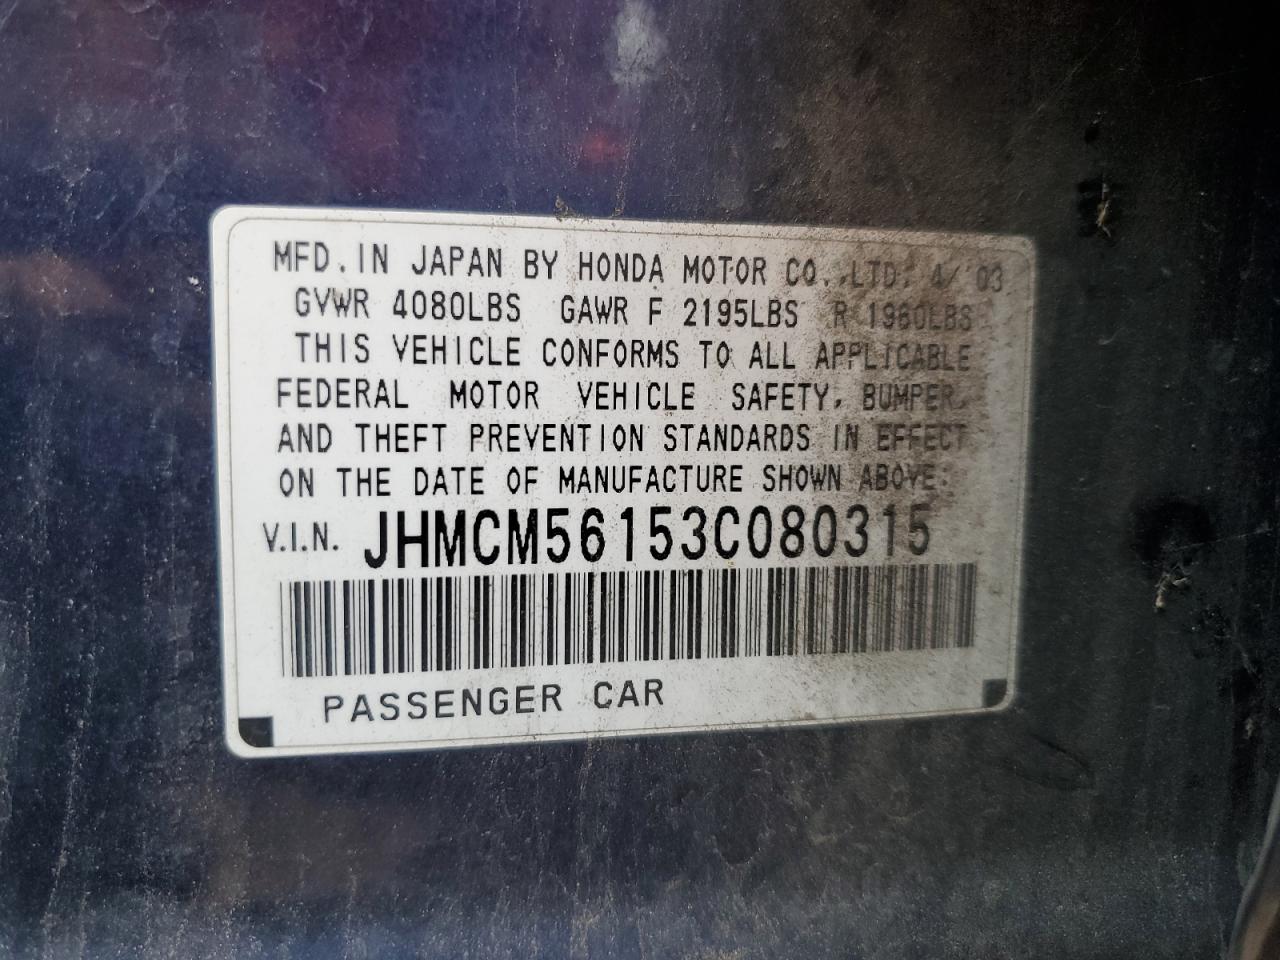 MFD. IN JAPAN BY HONDA MOTOR CO.,LTD. 4/'03
GVWR 4080LBS GAWR F 2195LBS R 1960LBS
THIS VEHICLE CONFORMS TO ALL APPLICABLE
FEDERAL MOTOR VEHICLE SAFETY, BUMPER,
AND THEFT PREVENTION STANDARDS IN EFFECT
ON THE DATE OF MANUFACTURE SHOWN ABOVE.
V.I.N. JHMCM56153C080315
PASSENGER CAR